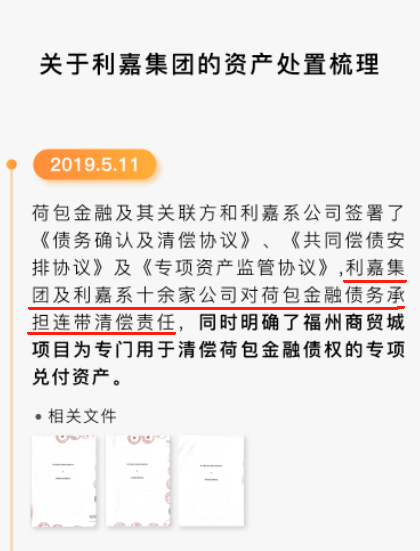 关于利嘉集团的资产处置梳理
2019.5.11
荷包金融及其关联方和利嘉系公司签署了
《债务确认及清偿协议》、《共同偿债安
排协议》及《专项资产监管协议》,利嘉集
团及利嘉系十余家公司对荷包金融债务承
担连带清偿责任，同时明确了福州商贸城
项目为专门用于清偿荷包金融债权的专项
兑付资产。
相关文件